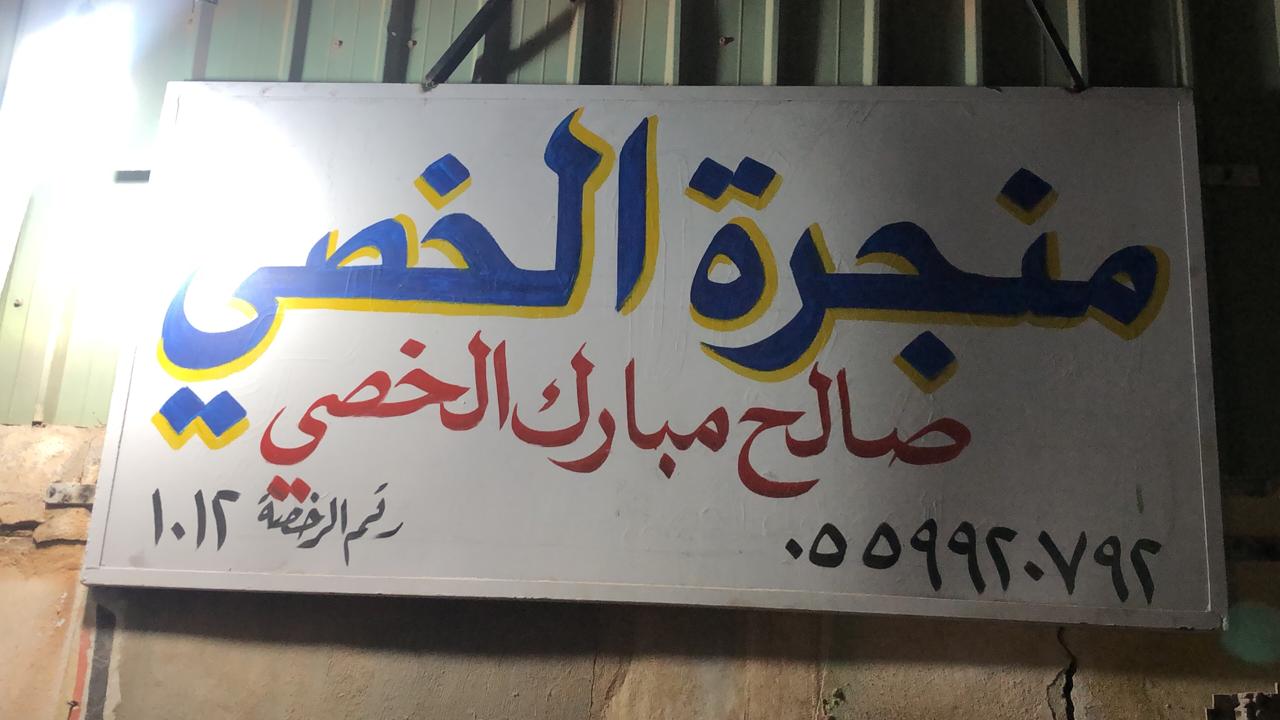 منجرة الخصي
صالح مبارك الخصي
٠٥٥٩٩٢٠٧٩٢
رقم الرخصة ١٠١٢